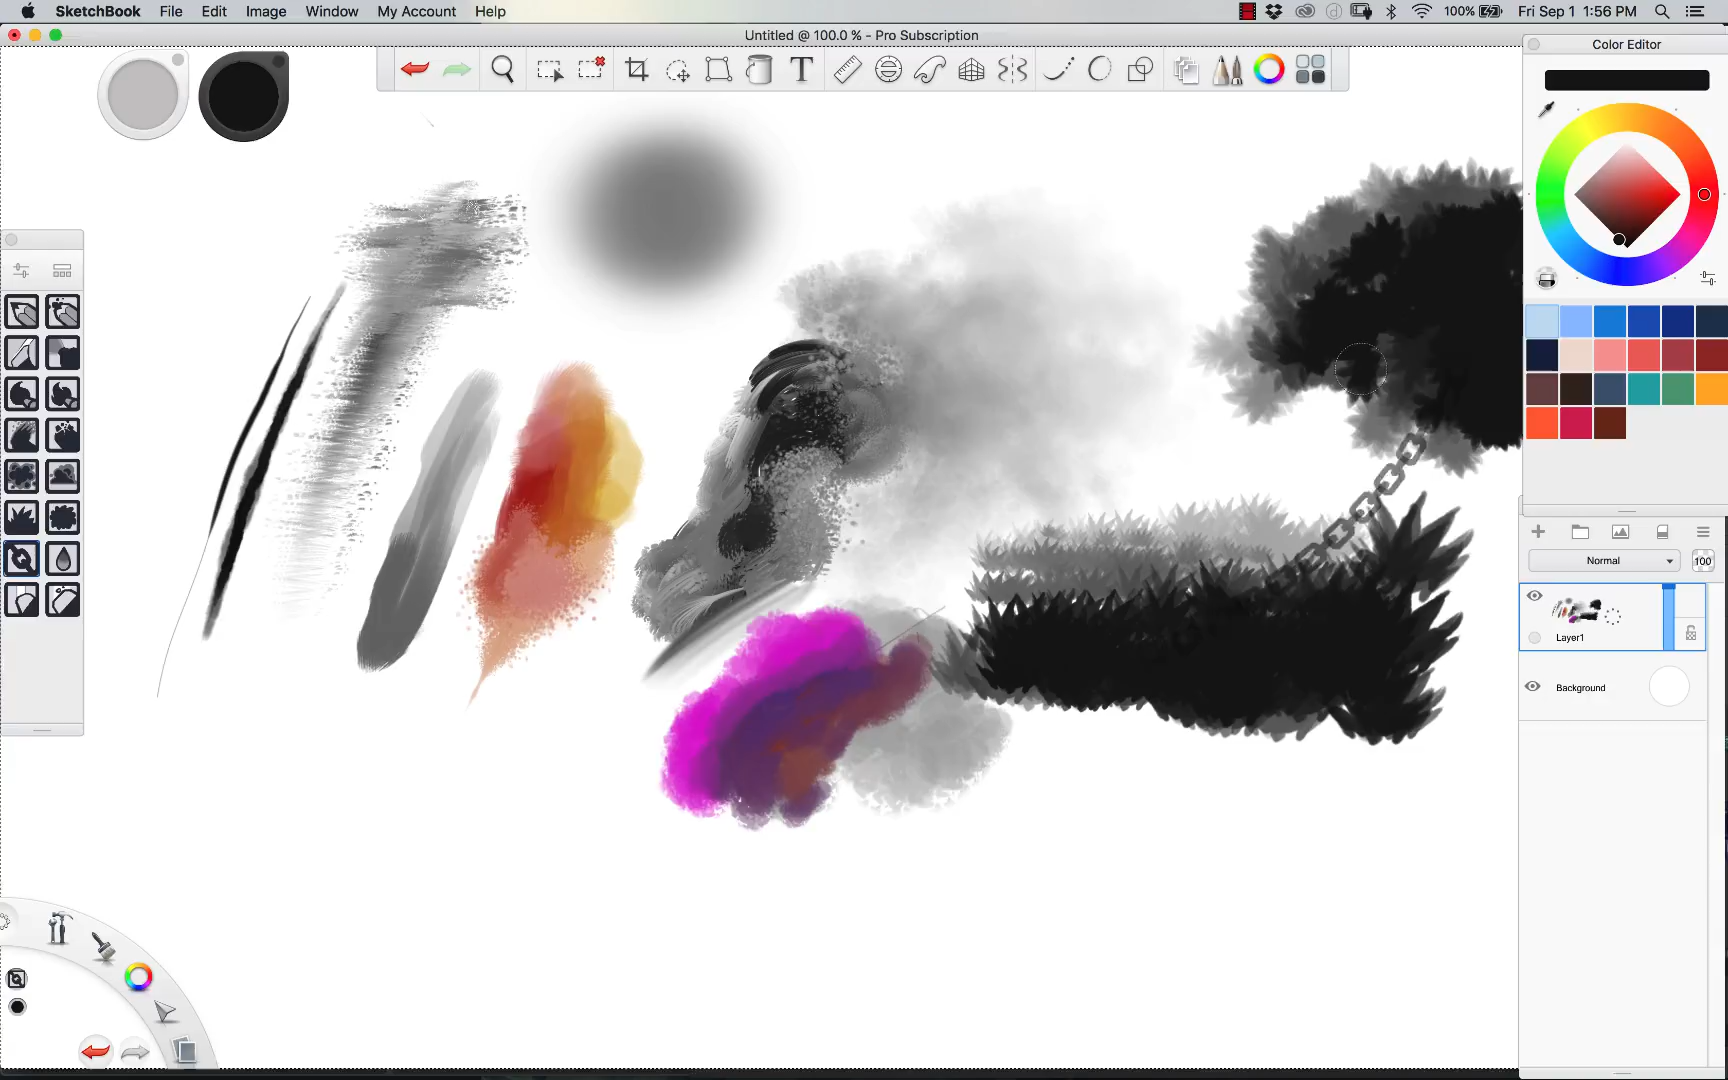 SketchBook File Edit Image Window My Account Help 100% Fri Sep 1 1:56 PM
Untitled @ 100.0 % - Pro Subscription
Color Editor
T
Normal 100
Layer1
Background